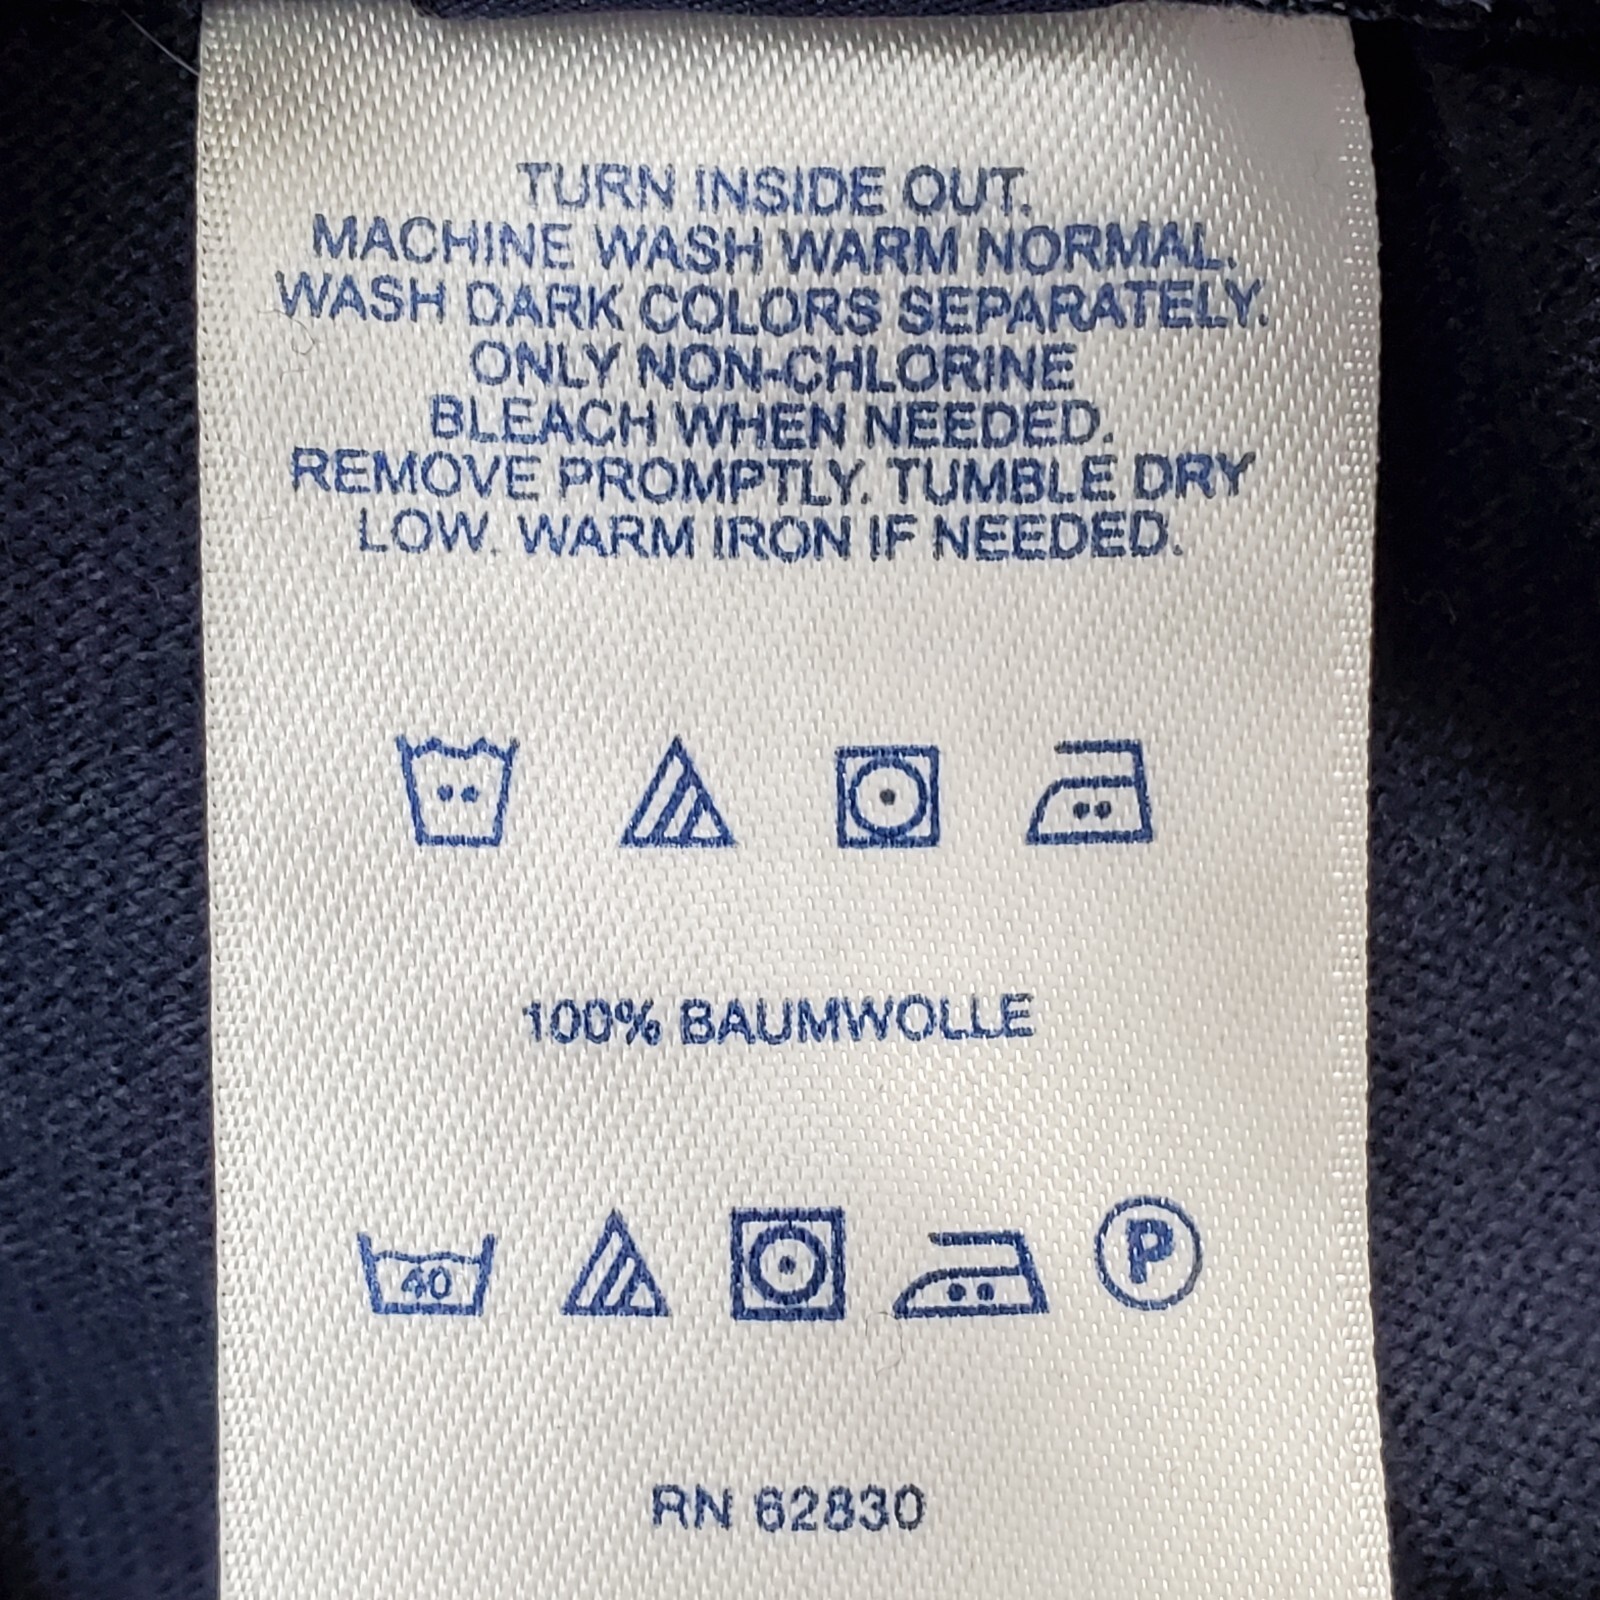 TURN INSIDE OUT.
MACHINE WASH WARM NORMAL.
WASH DARK COLORS SEPARATELY.
ONLY NON-CHLORINE
BLEACH WHEN NEEDED.
REMOVE PROMPTLY. TUMBLE DRY
LOW. WARM IRON IF NEEDED.
100% BAUMWOLLE
40 P
RN 62830